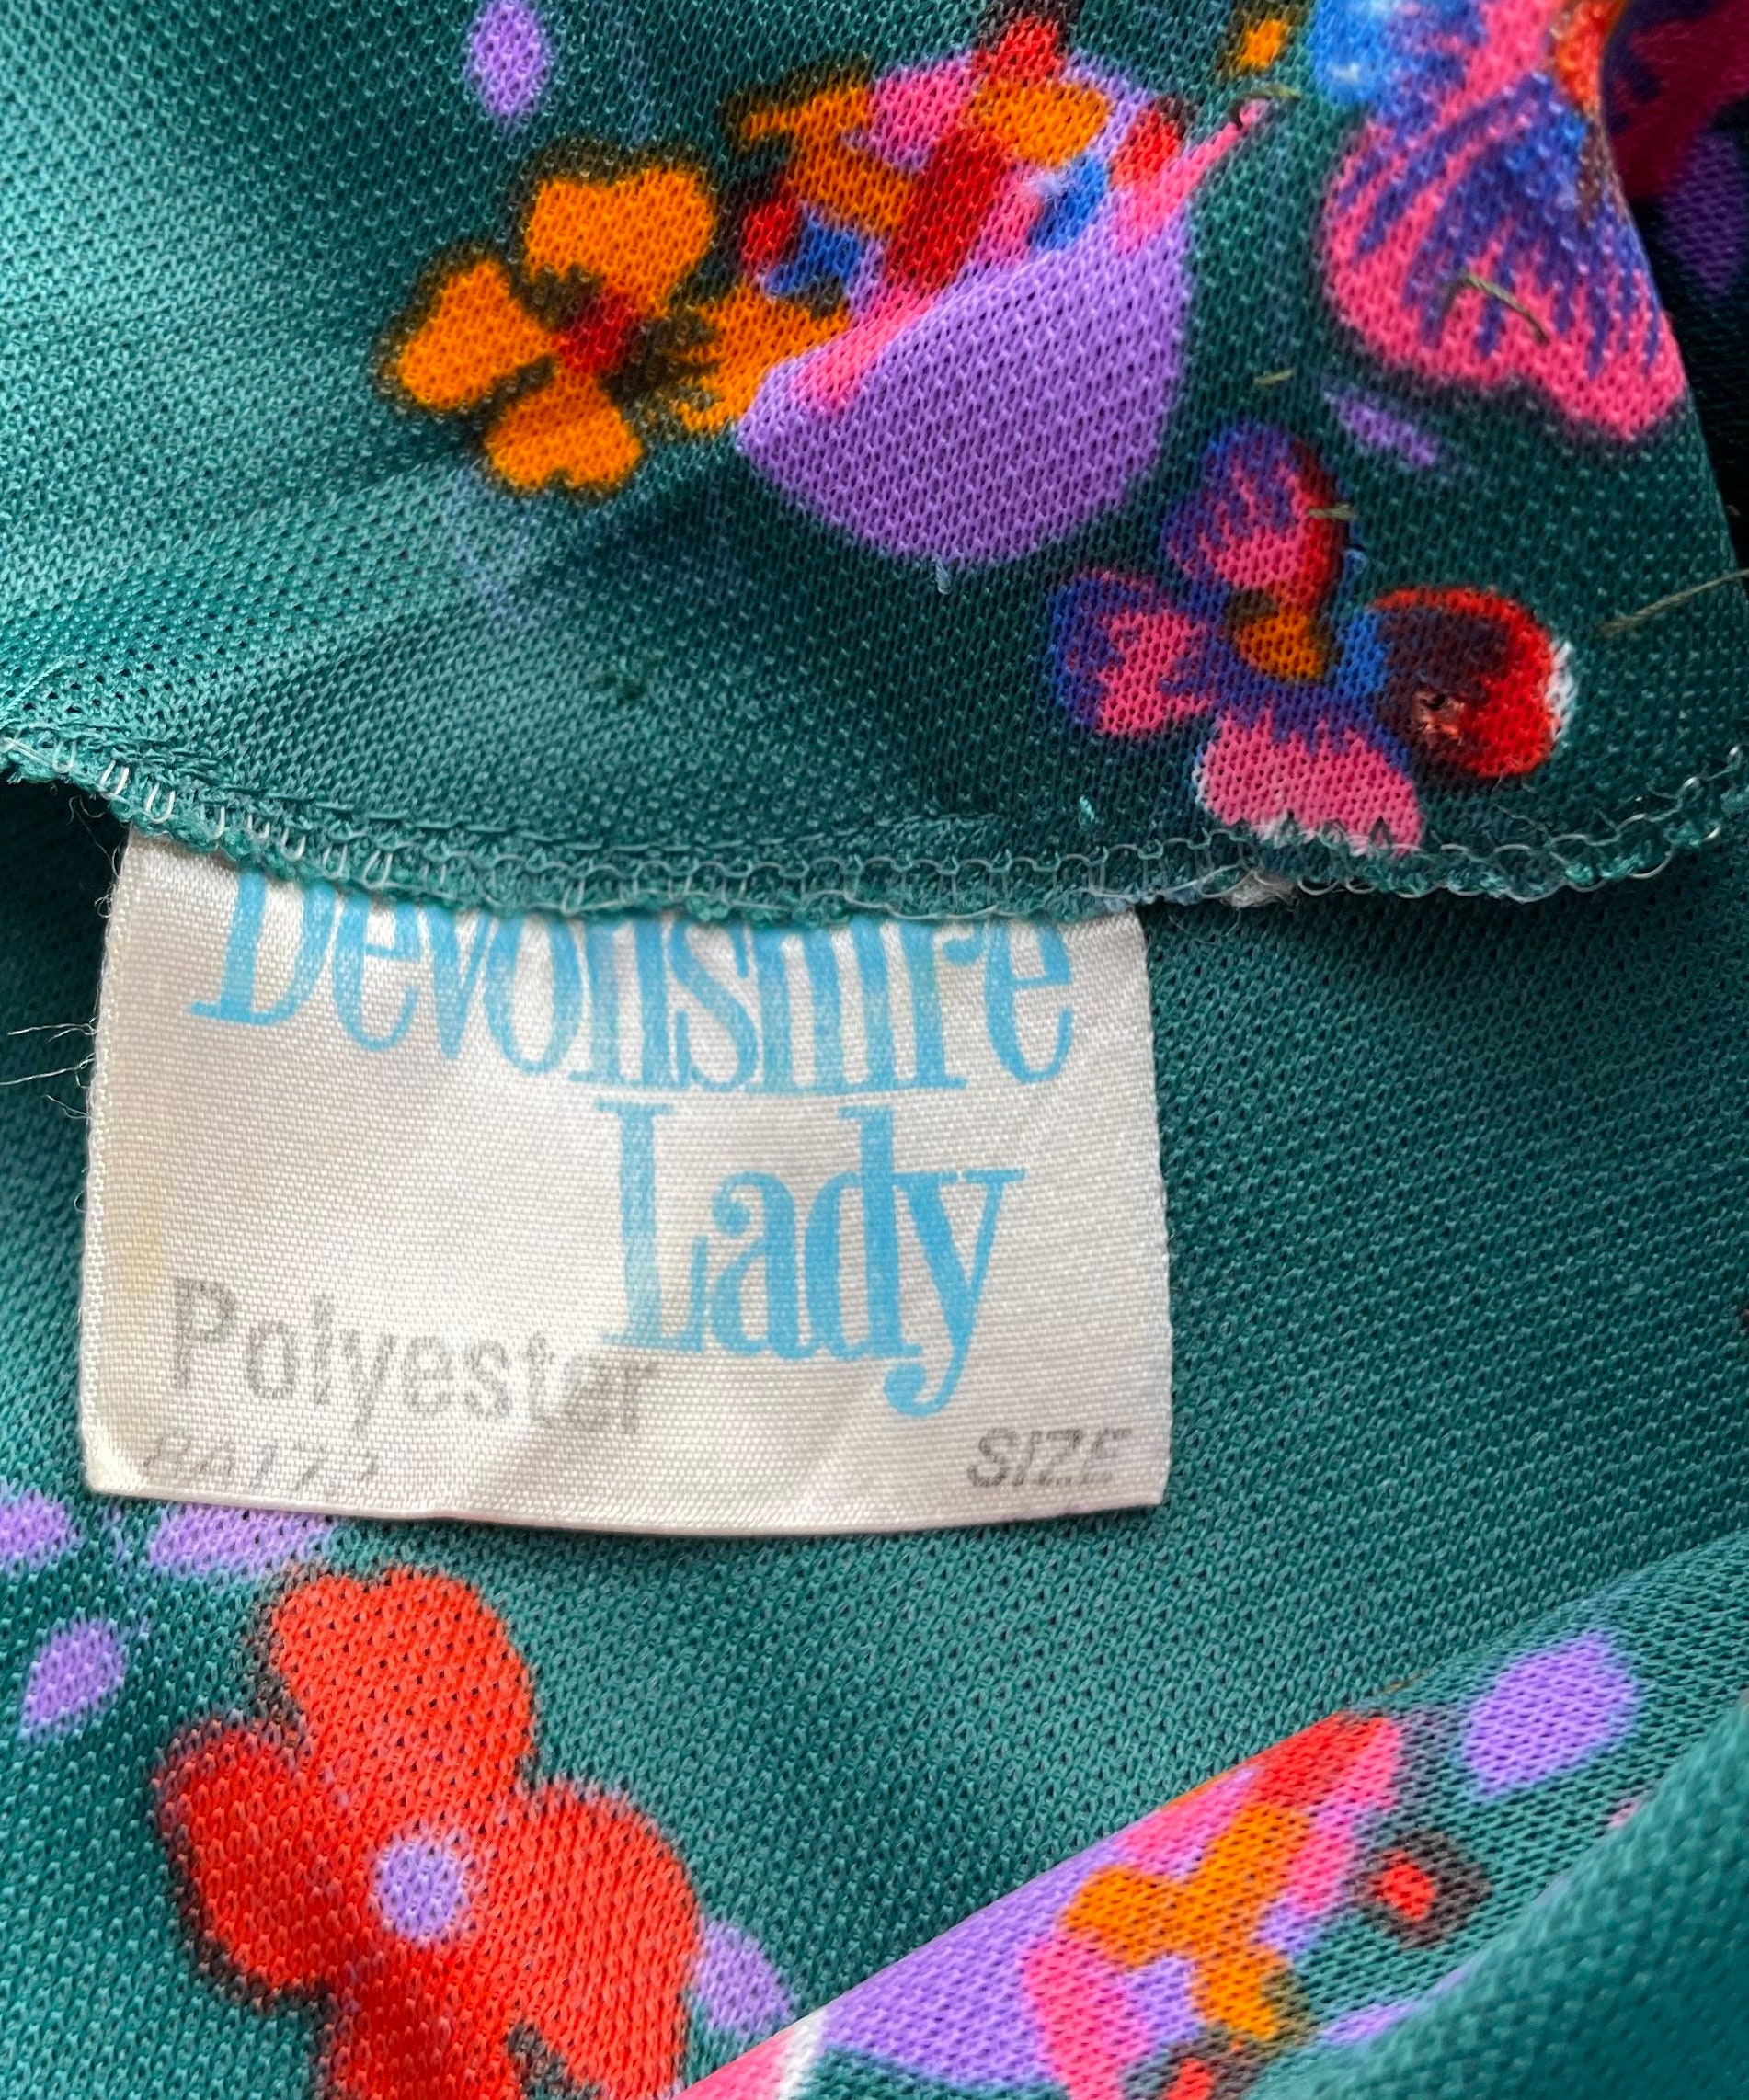 Devonshire
Lady
Polyester
SIZE